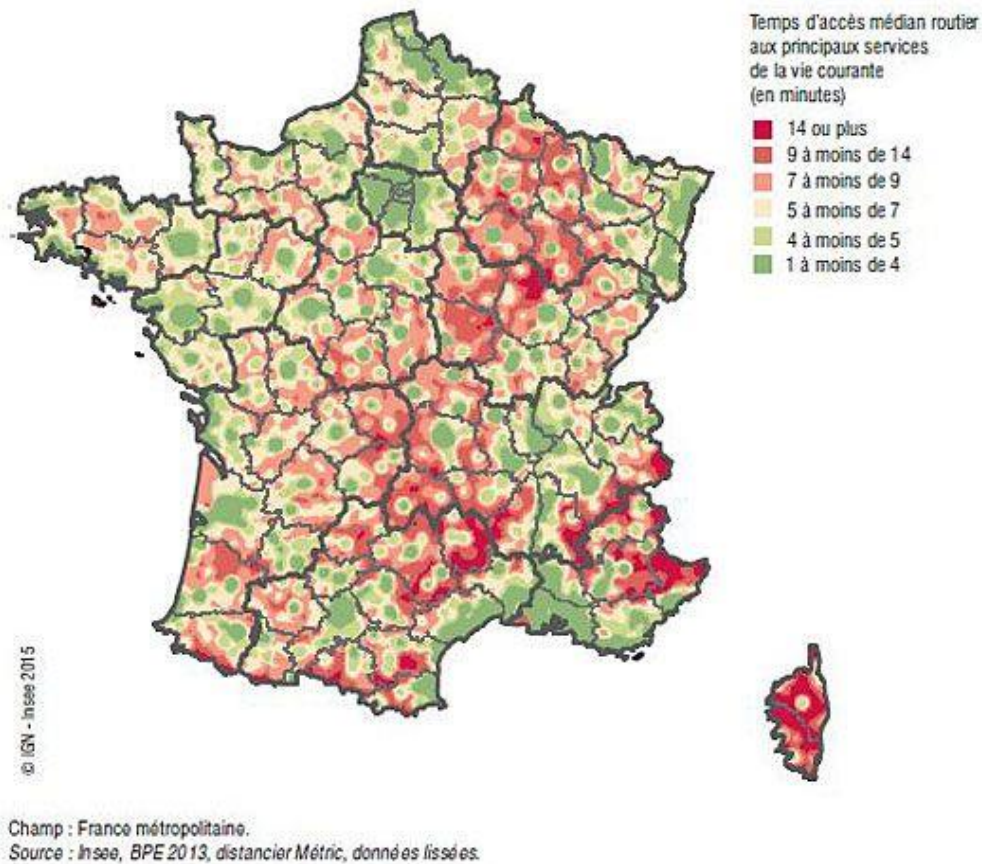 Temps d'accès médian routier
aux principaux services
de la vie courante
(en minutes)
14 ou plus
9 à moins de 14
7 à moins de 9
5 à moins de 7
4 à moins de 5
1 à moins de 4
© IGN - Insee 2015
Champ : France métropolitaine.
Source : Insee, BPE 2013, distancier Métric, données lissées.